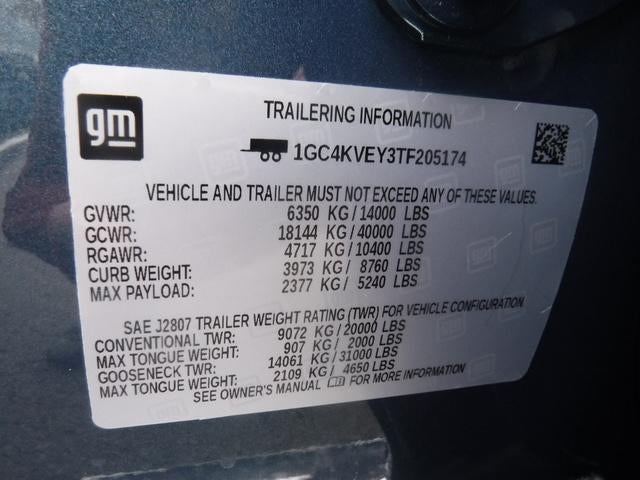 gm
TRAILERING INFORMATION
1GC4KVEY3TF205174
VEHICLE AND TRAILER MUST NOT EXCEED ANY OF THESE VALUES.
GVWR: 6350 KG/14000 LBS
GCWR: 18144 KG/40000 LBS
RGAWR: 4717 KG/10400 LBS
CURB WEIGHT: 3973 KG/ 8760 LBS
MAX PAYLOAD: 2377 KG/ 5240 LBS
SAE J2807 TRAILER WEIGHT RATING (TWR) FOR VEHICLE CONFIGURATION
CONVENTIONAL TWR: 9072 KG/20000 LBS
MAX TONGUE WEIGHT: 907 KG/ 2000 LBS
GOOSENECK TWR: 14061 KG/31000 LBS
MAX TONGUE WEIGHT: 2109 KG/ 4650 LBS
SEE OWNER'S MANUAL FOR MORE INFORMATION